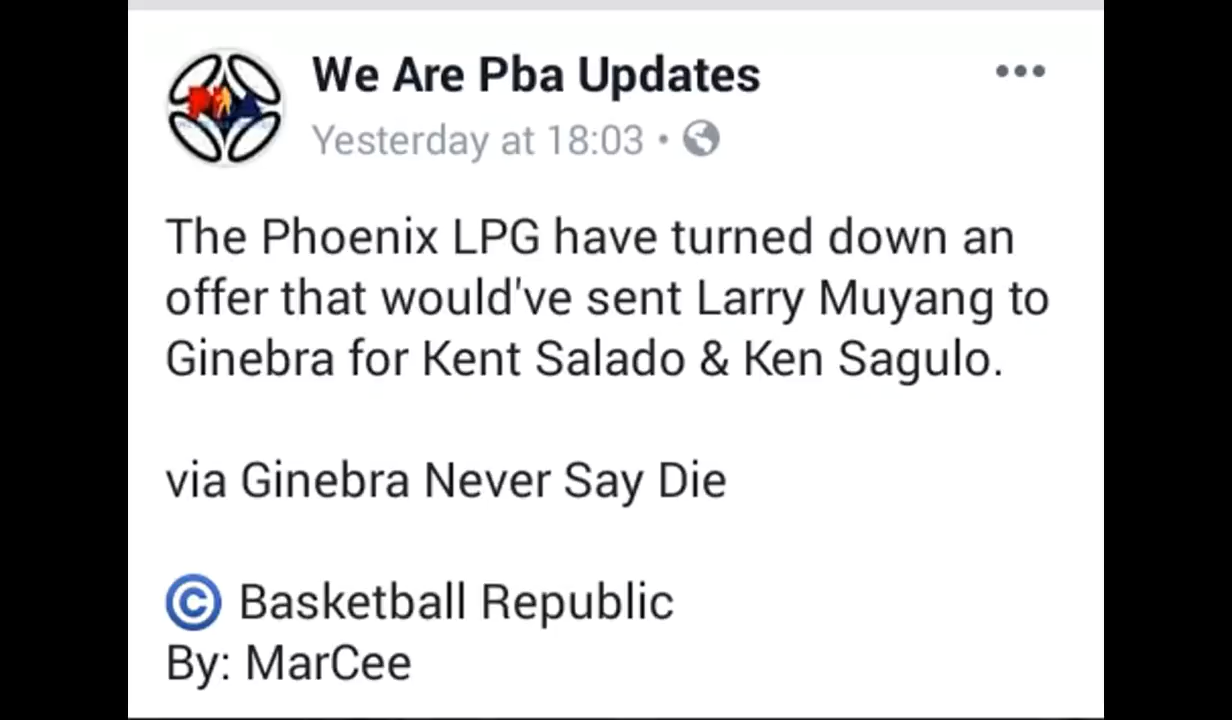 We Are Pba Updates
Yesterday at 18:03 •
The Phoenix LPG have turned down an
offer that would've sent Larry Muyang to
Ginebra for Kent Salado & Ken Sagulo.
via Ginebra Never Say Die
© Basketball Republic
By: MarCee